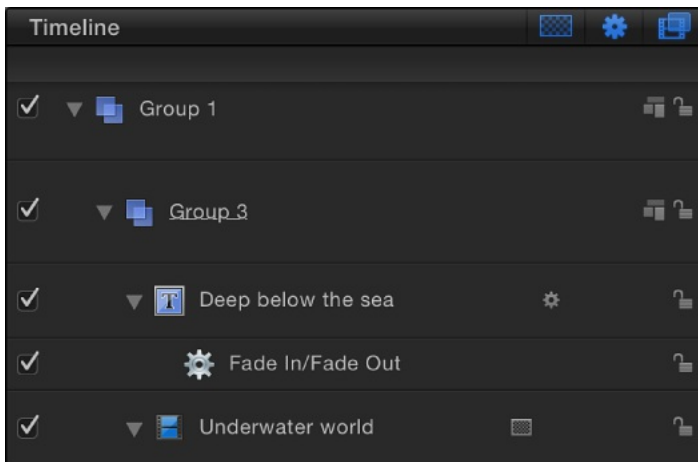 Timeline
Group 1
Group 3
T
Deep below the sea
Fade In/Fade Out
Underwater world